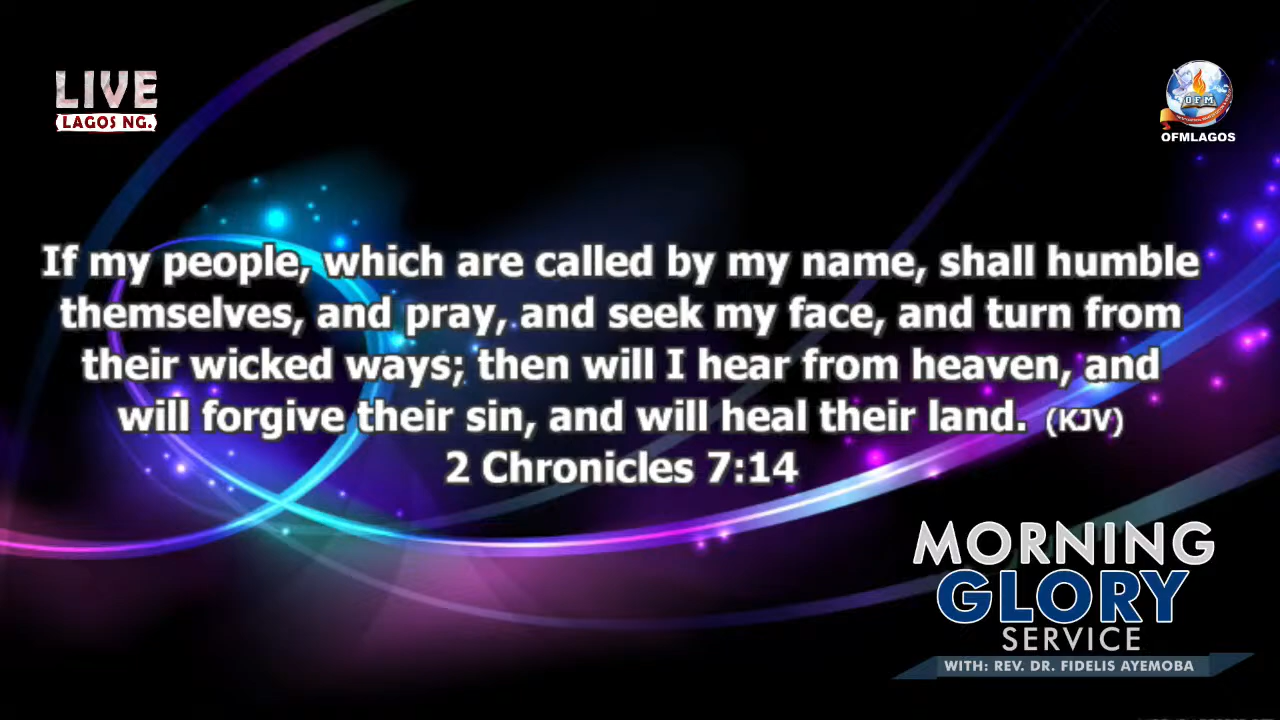 LIVE
LAGOS NG.
OFM
OFMLAGOS
If my people, which are called by my name, shall humble
themselves, and pray, and seek my face, and turn from
their wicked ways; then will I hear from heaven, and
will forgive their sin, and will heal their land. (KJV)
2 Chronicles 7:14
MORNING
GLORY
SERVICE
WITH: REV. DR. FIDELIS AYEMOBA